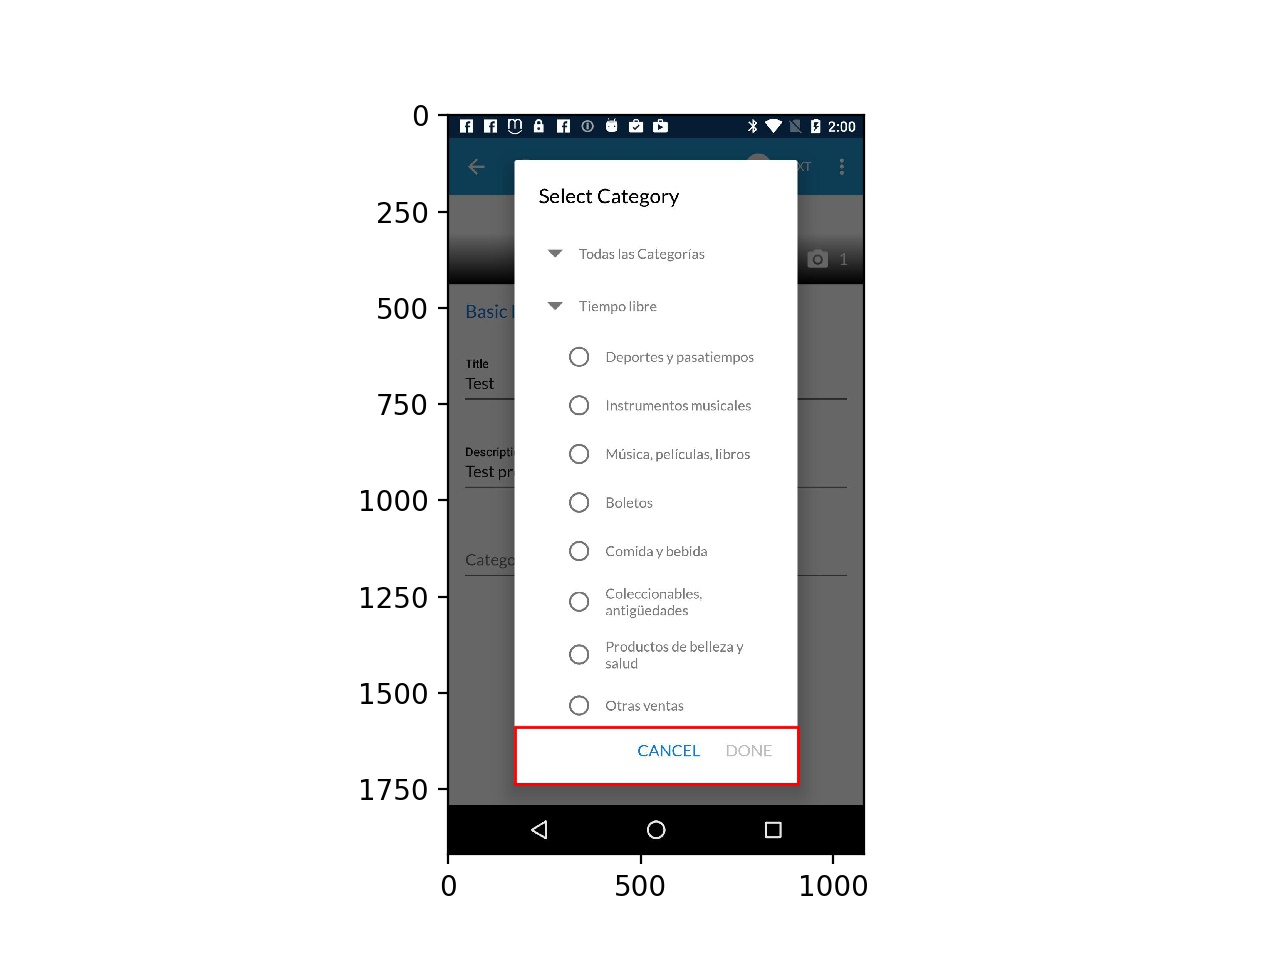 0
2:00
XT
Select Category
250
Todas las Categorías
1
500
Tiempo libre
Basic
Deportes y pasatiempos
Title
Test
750
Instrumentos musicales
Descripti
Música, películas, libros
Test pr
1000
Boletos
Comida y bebida
Catego
1250
Coleccionables,
antigüedades
Productos de belleza y
salud
1500
Otras ventas
CANCEL DONE
1750
0 500 1000